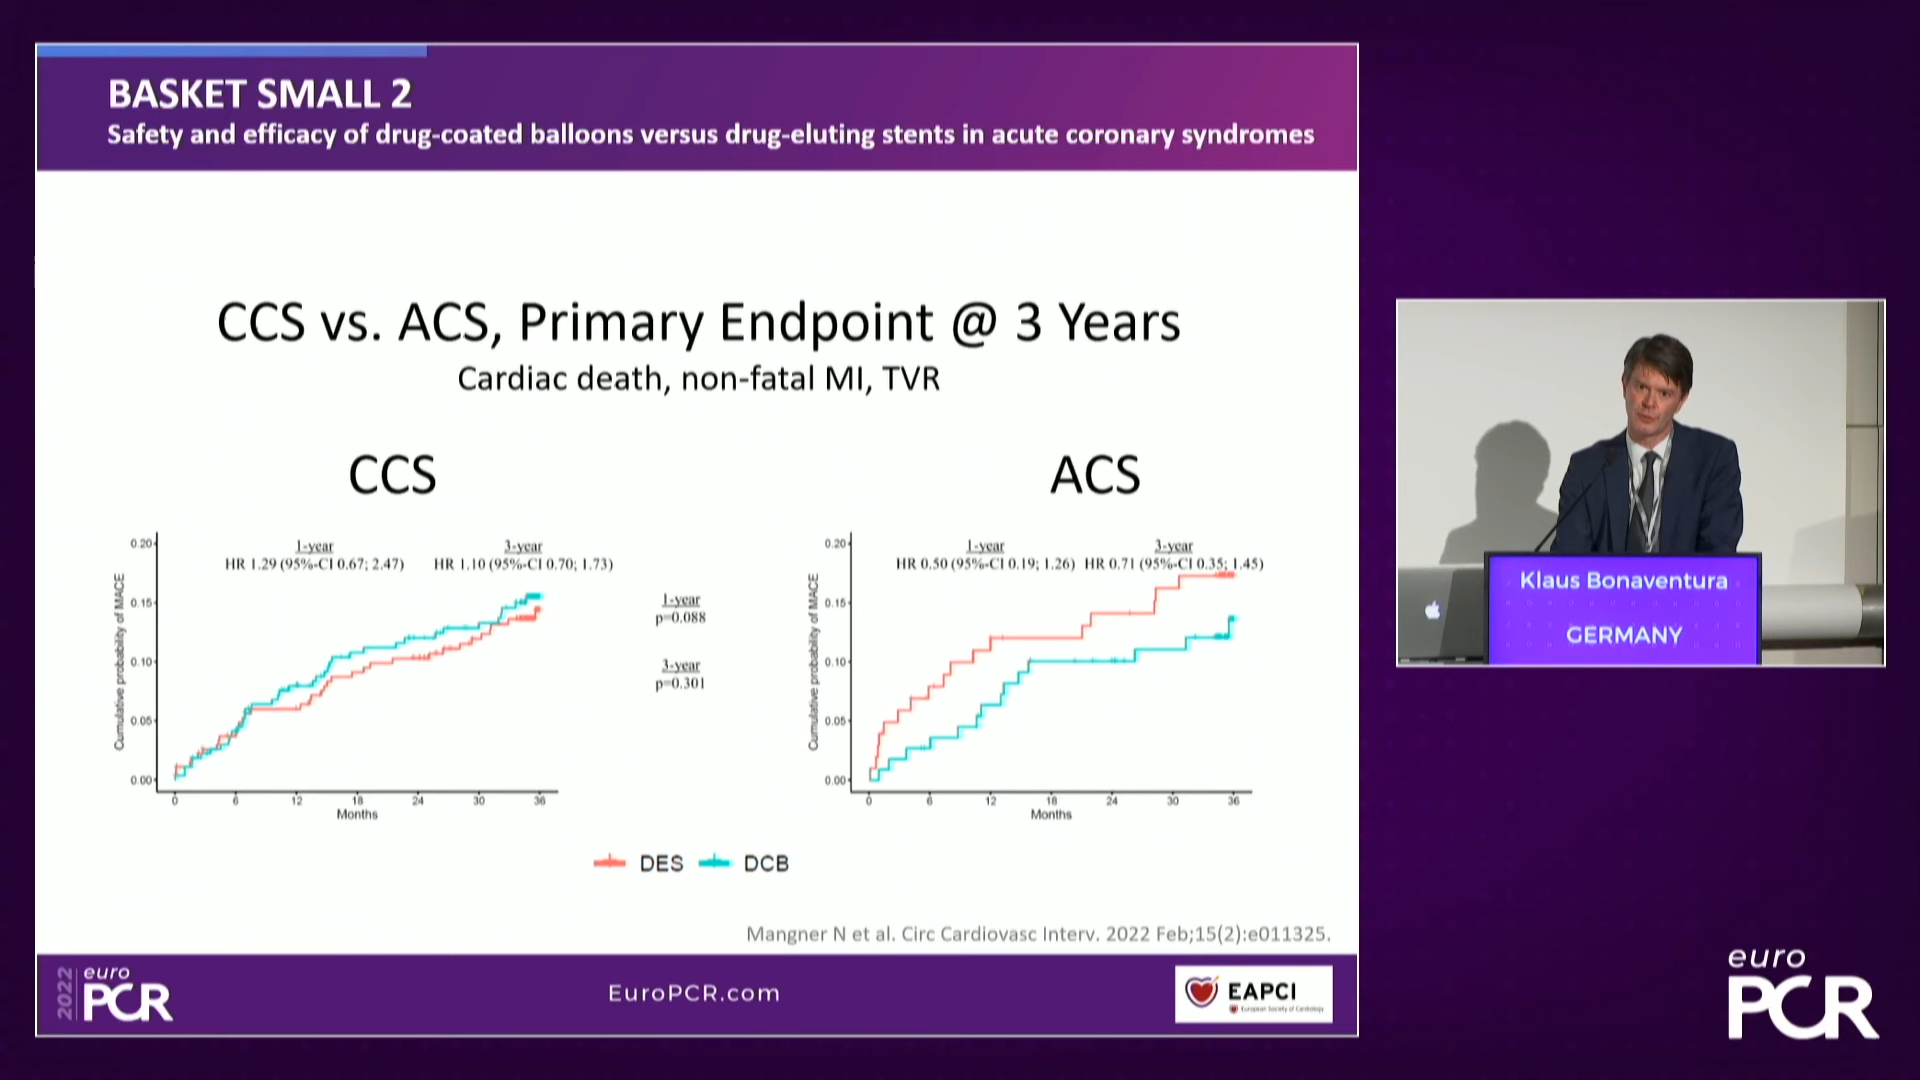 BASKET SMALL 2
Safety and efficacy of drug-coated balloons versus drug-eluting stents in acute coronary syndromes
CCS vs. ACS, Primary Endpoint @ 3 Years
Cardiac death, non-fatal MI, TVR
CCS
1-year
HR 1.29 (95%-CI 0.67; 2.47)
3-year
HR 1.10 (95%-CI 0.70; 1.73)
Cumulative probability of MACE
0.20
0.15
0.10
0.05
0.00
0 6 12 18 24 30 36
Months
1-year
p=0.088
3-year
p=0.301
ACS
1-year
HR 0.50 (95%-CI 0.19; 1.26)
3-year
HR 0.71 (95%-CI 0.35; 1.45)
Cumulative probability of MACE
0.20
0.15
0.10
0.05
0.00
0 6 12 18 24 30 36
Months
DES DCB
Mangner N et al. Circ Cardiovasc Interv. 2022 Feb;15(2):e011325.
2022
euro
PCR
EuroPCR.com
EAPCI
European Society of Cardiology
Klaus Bonaventura
GERMANY
euro
PCR